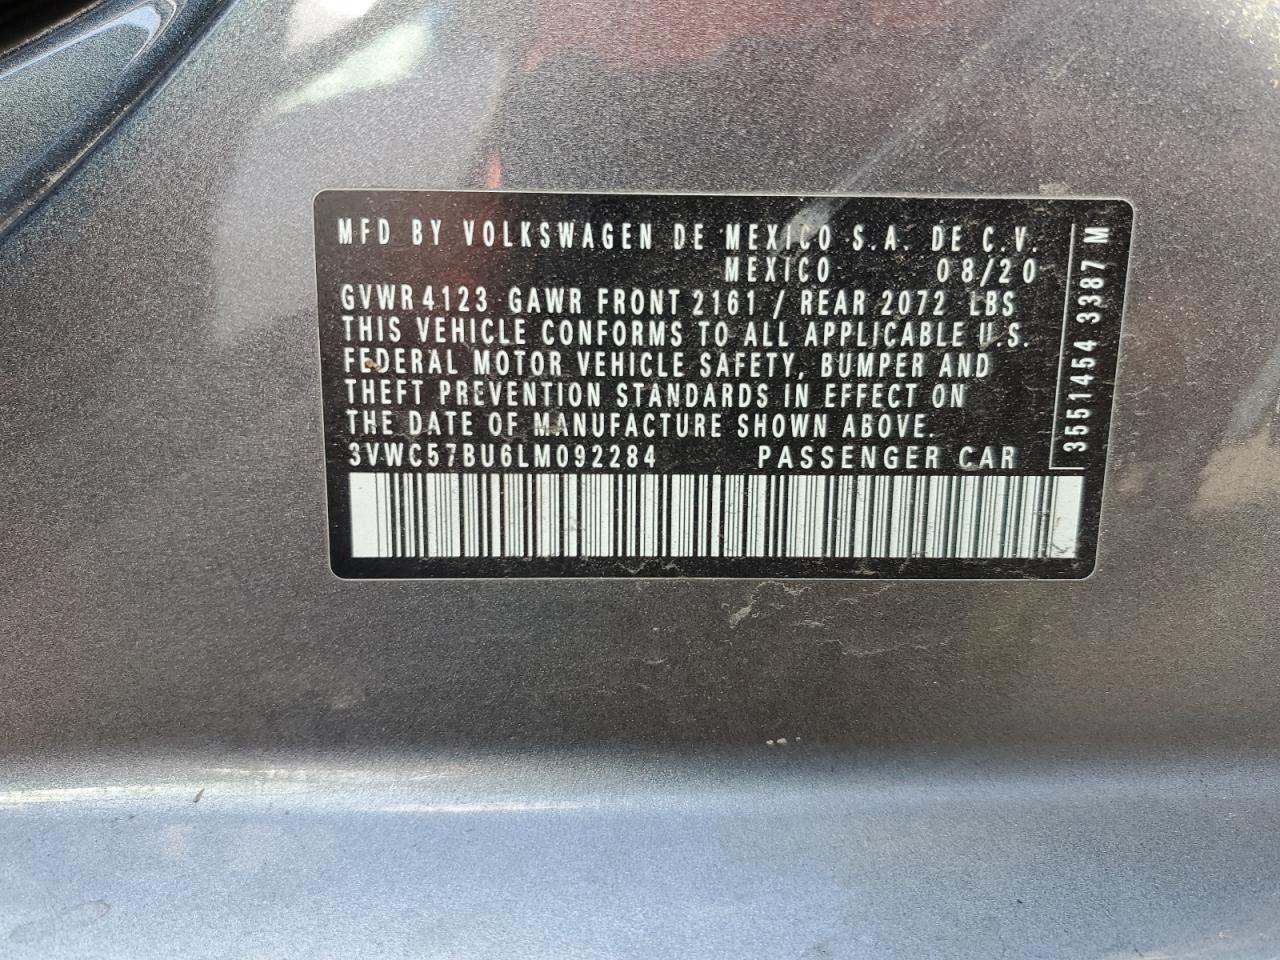 MFD BY VOLKSWAGEN DE MEXICO S.A. DE C.V.
MEXICO 08/20
GVWR 4123 GAWR FRONT 2161 / REAR 2072 LBS
THIS VEHICLE CONFORMS TO ALL APPLICABLE U.S.
FEDERAL MOTOR VEHICLE SAFETY, BUMPER AND
THEFT PREVENTION STANDARDS IN EFFECT ON
THE DATE OF MANUFACTURE SHOWN ABOVE.
3VWC57BU6LM092284 PASSENGER CAR
3551454 3387 M